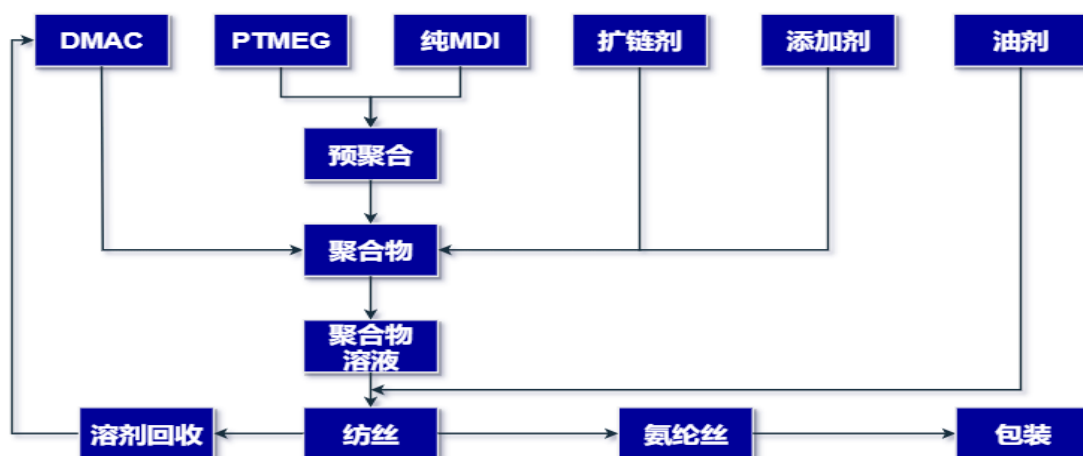 DMAC
PTMEG
纯MDI
扩链剂
添加剂
油剂
预聚合
聚合物
聚合物
溶液
溶剂回收
纺丝
氨纶丝
包装